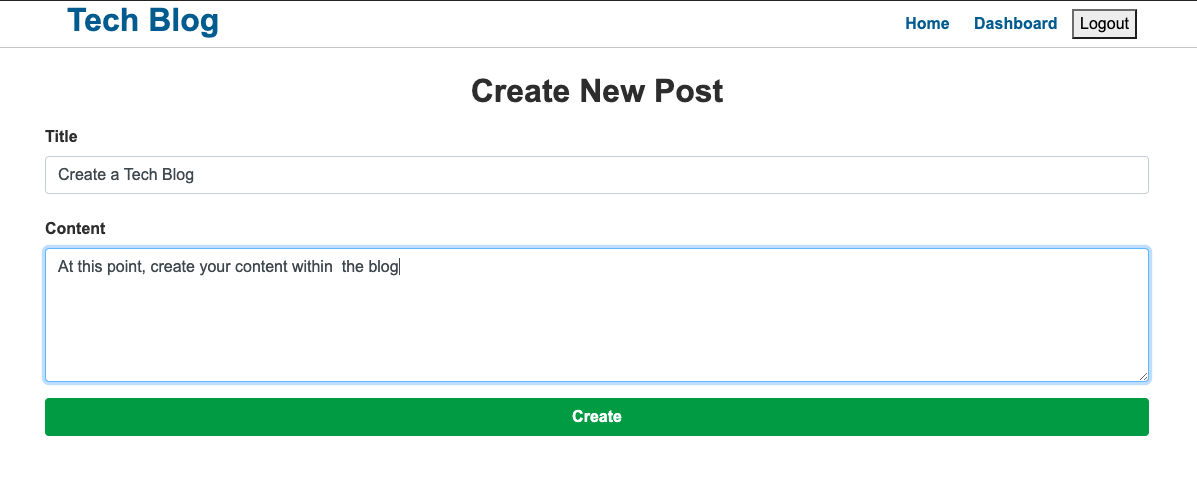 Tech Blog
Home Dashboard Logout
Create New Post
Title
Create a Tech Blog
Content
At this point, create your content within  the blog
Create